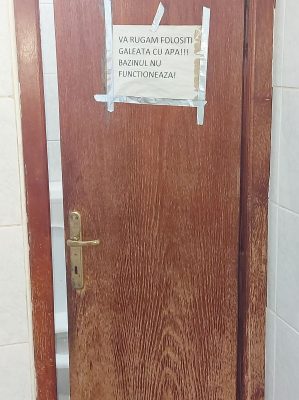 VA RUGAM FOLOSITI
GALEATA CU APA!!!
BAZINUL NU
FUNCTIONEAZA!